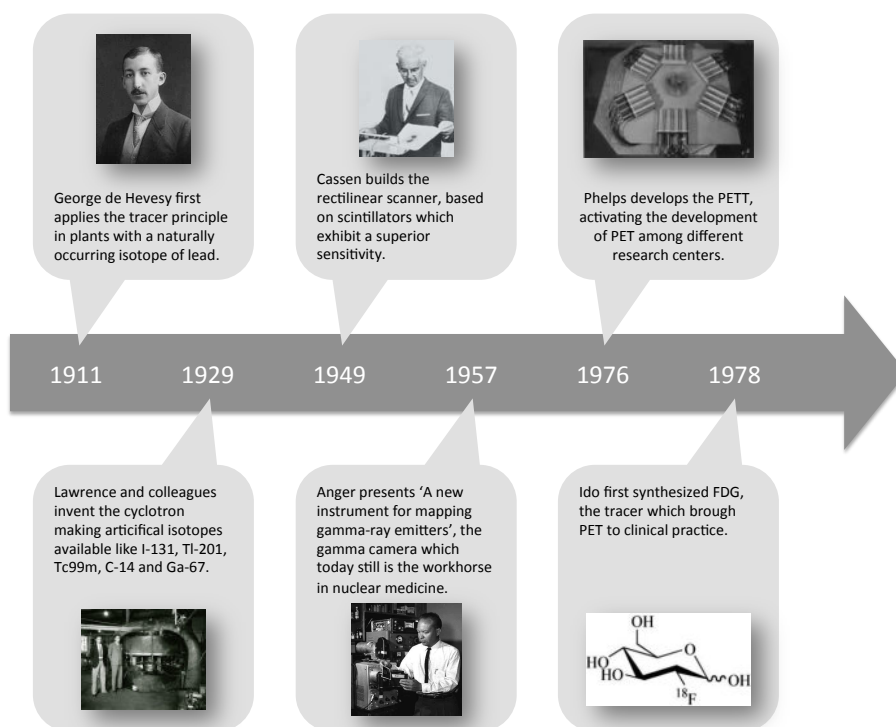 George de Hevesy first
applies the tracer principle
in plants with a naturally
occurring isotope of lead.
Cassen builds the
rectilinear scanner, based
on scintillators which
exhibit a superior
sensitivity.
Phelps develops the PETT,
activating the development
of PET among different
research centers.
1911
1929
1949
1957
1976
1978
Lawrence and colleagues
invent the cyclotron
making articifical isotopes
available like I-131, Tl-201,
Tc99m, C-14 and Ga-67.
Anger presents ‘A new
instrument for mapping
gamma-ray emitters’, the
gamma camera which
today still is the workhorse
in nuclear medicine.
Ido first synthesized FDG,
the tracer which brough
PET to clinical practice.
OH
O
HO
HO
OH
18F